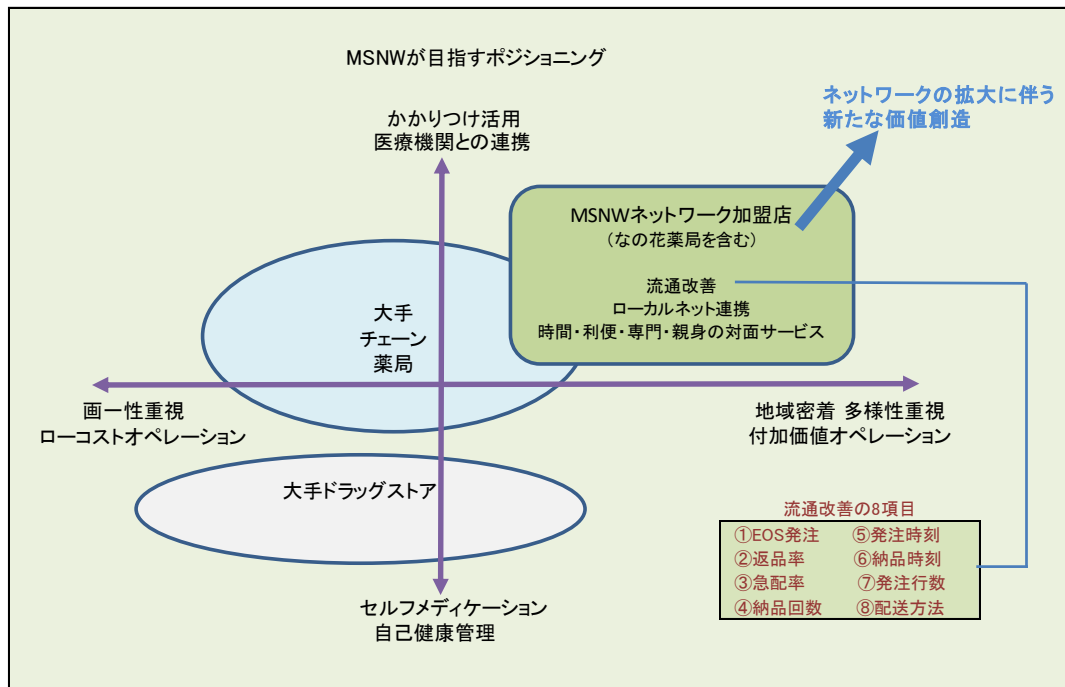 MSNWが目指すポジショニング
ネットワークの拡大に伴う
新たな価値創造
かかりつけ活用
医療機関との連携
MSNWネットワーク加盟店
（なの花薬局を含む）
流通改善
ローカルネット連携
時間・利便・専門・親身の対面サービス
大手
チェーン
薬局
画一性重視
ローコストオペレーション
地域密着 多様性重視
付加価値オペレーション
大手ドラッグストア
流通改善の8項目
①EOS発注 ⑤発注時刻
②返品率 ⑥納品時刻
③急配率 ⑦発注行数
④納品回数 ⑧配送方法
セルフメディケーション
自己健康管理